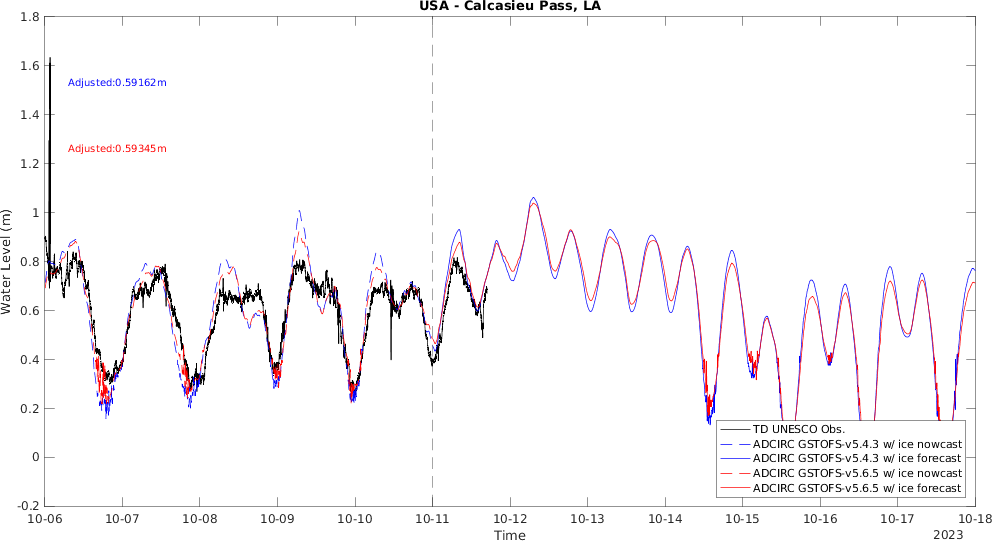 USA - Calcasieu Pass, LA
1.8
1.6
1.4
1.2
1
0.8
0.6
0.4
0.2
0
-0.2
Water Level (m)
Adjusted:0.59162m
Adjusted:0.59345m
TD UNESCO Obs.
ADCIRC GSTOFS-v5.4.3 w/ ice nowcast
ADCIRC GSTOFS-v5.4.3 w/ ice forecast
ADCIRC GSTOFS-v5.6.5 w/ ice nowcast
ADCIRC GSTOFS-v5.6.5 w/ ice forecast
10-06 10-07 10-08 10-09 10-10 10-11 10-12 10-13 10-14 10-15 10-16 10-17 10-18
Time
2023